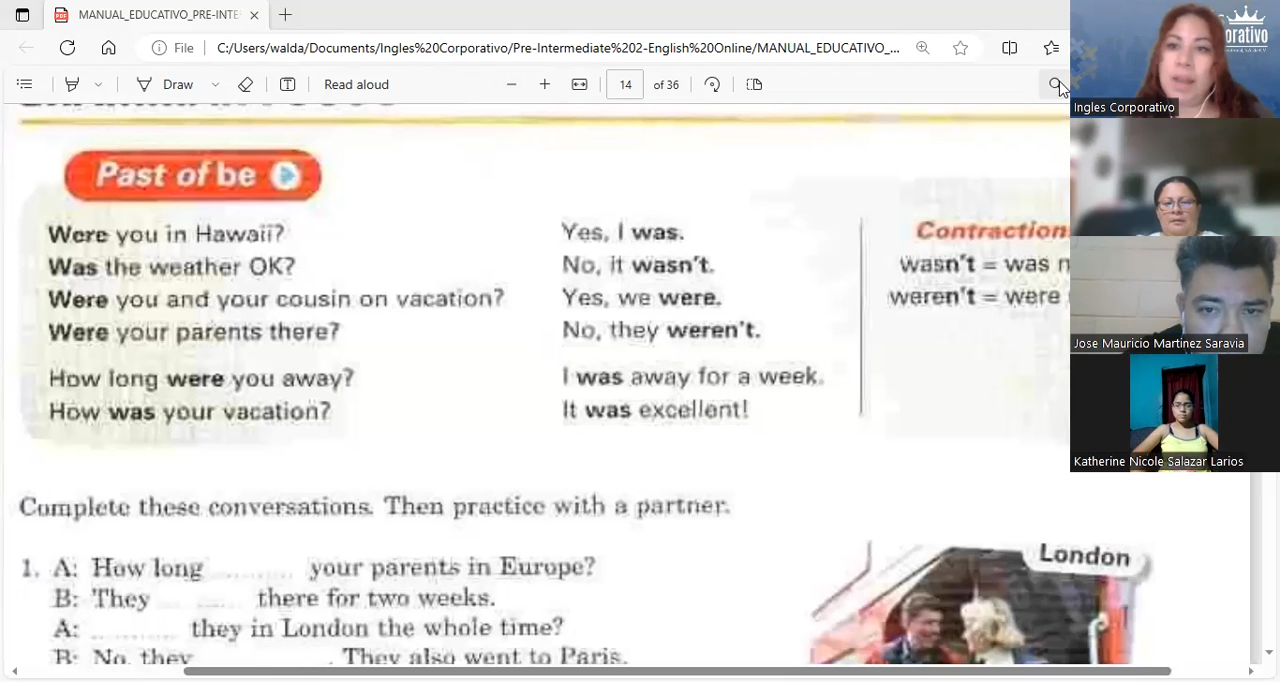 MANUAL_EDUCATIVO_PRE-INTE
File
C:/Users/walda/Documents/Ingles%20Corporativo/Pre-Intermediate%202-English%20Online/MANUAL_EDUCATIVO_...
Draw
Read aloud
14 of 36
Past of be
Were you in Hawaii? Yes, I was.
Was the weather OK? No, it wasn't.
Were you and your cousin on vacation? Yes, we were.
Were your parents there? No, they weren't.
How long were you away? I was away for a week.
How was your vacation? It was excellent!
Contraction
wasn't = was n
weren't = were
Complete these conversations. Then practice with a partner.
1. A: How long ......... your parents in Europe?
B: They ......... there for two weeks.
A: ......... they in London the whole time?
B: No, they ......... . They also went to Paris.
London
orativo
Ingles Corporativo
Jose Mauricio Martinez Saravia
Katherine Nicole Salazar Larios